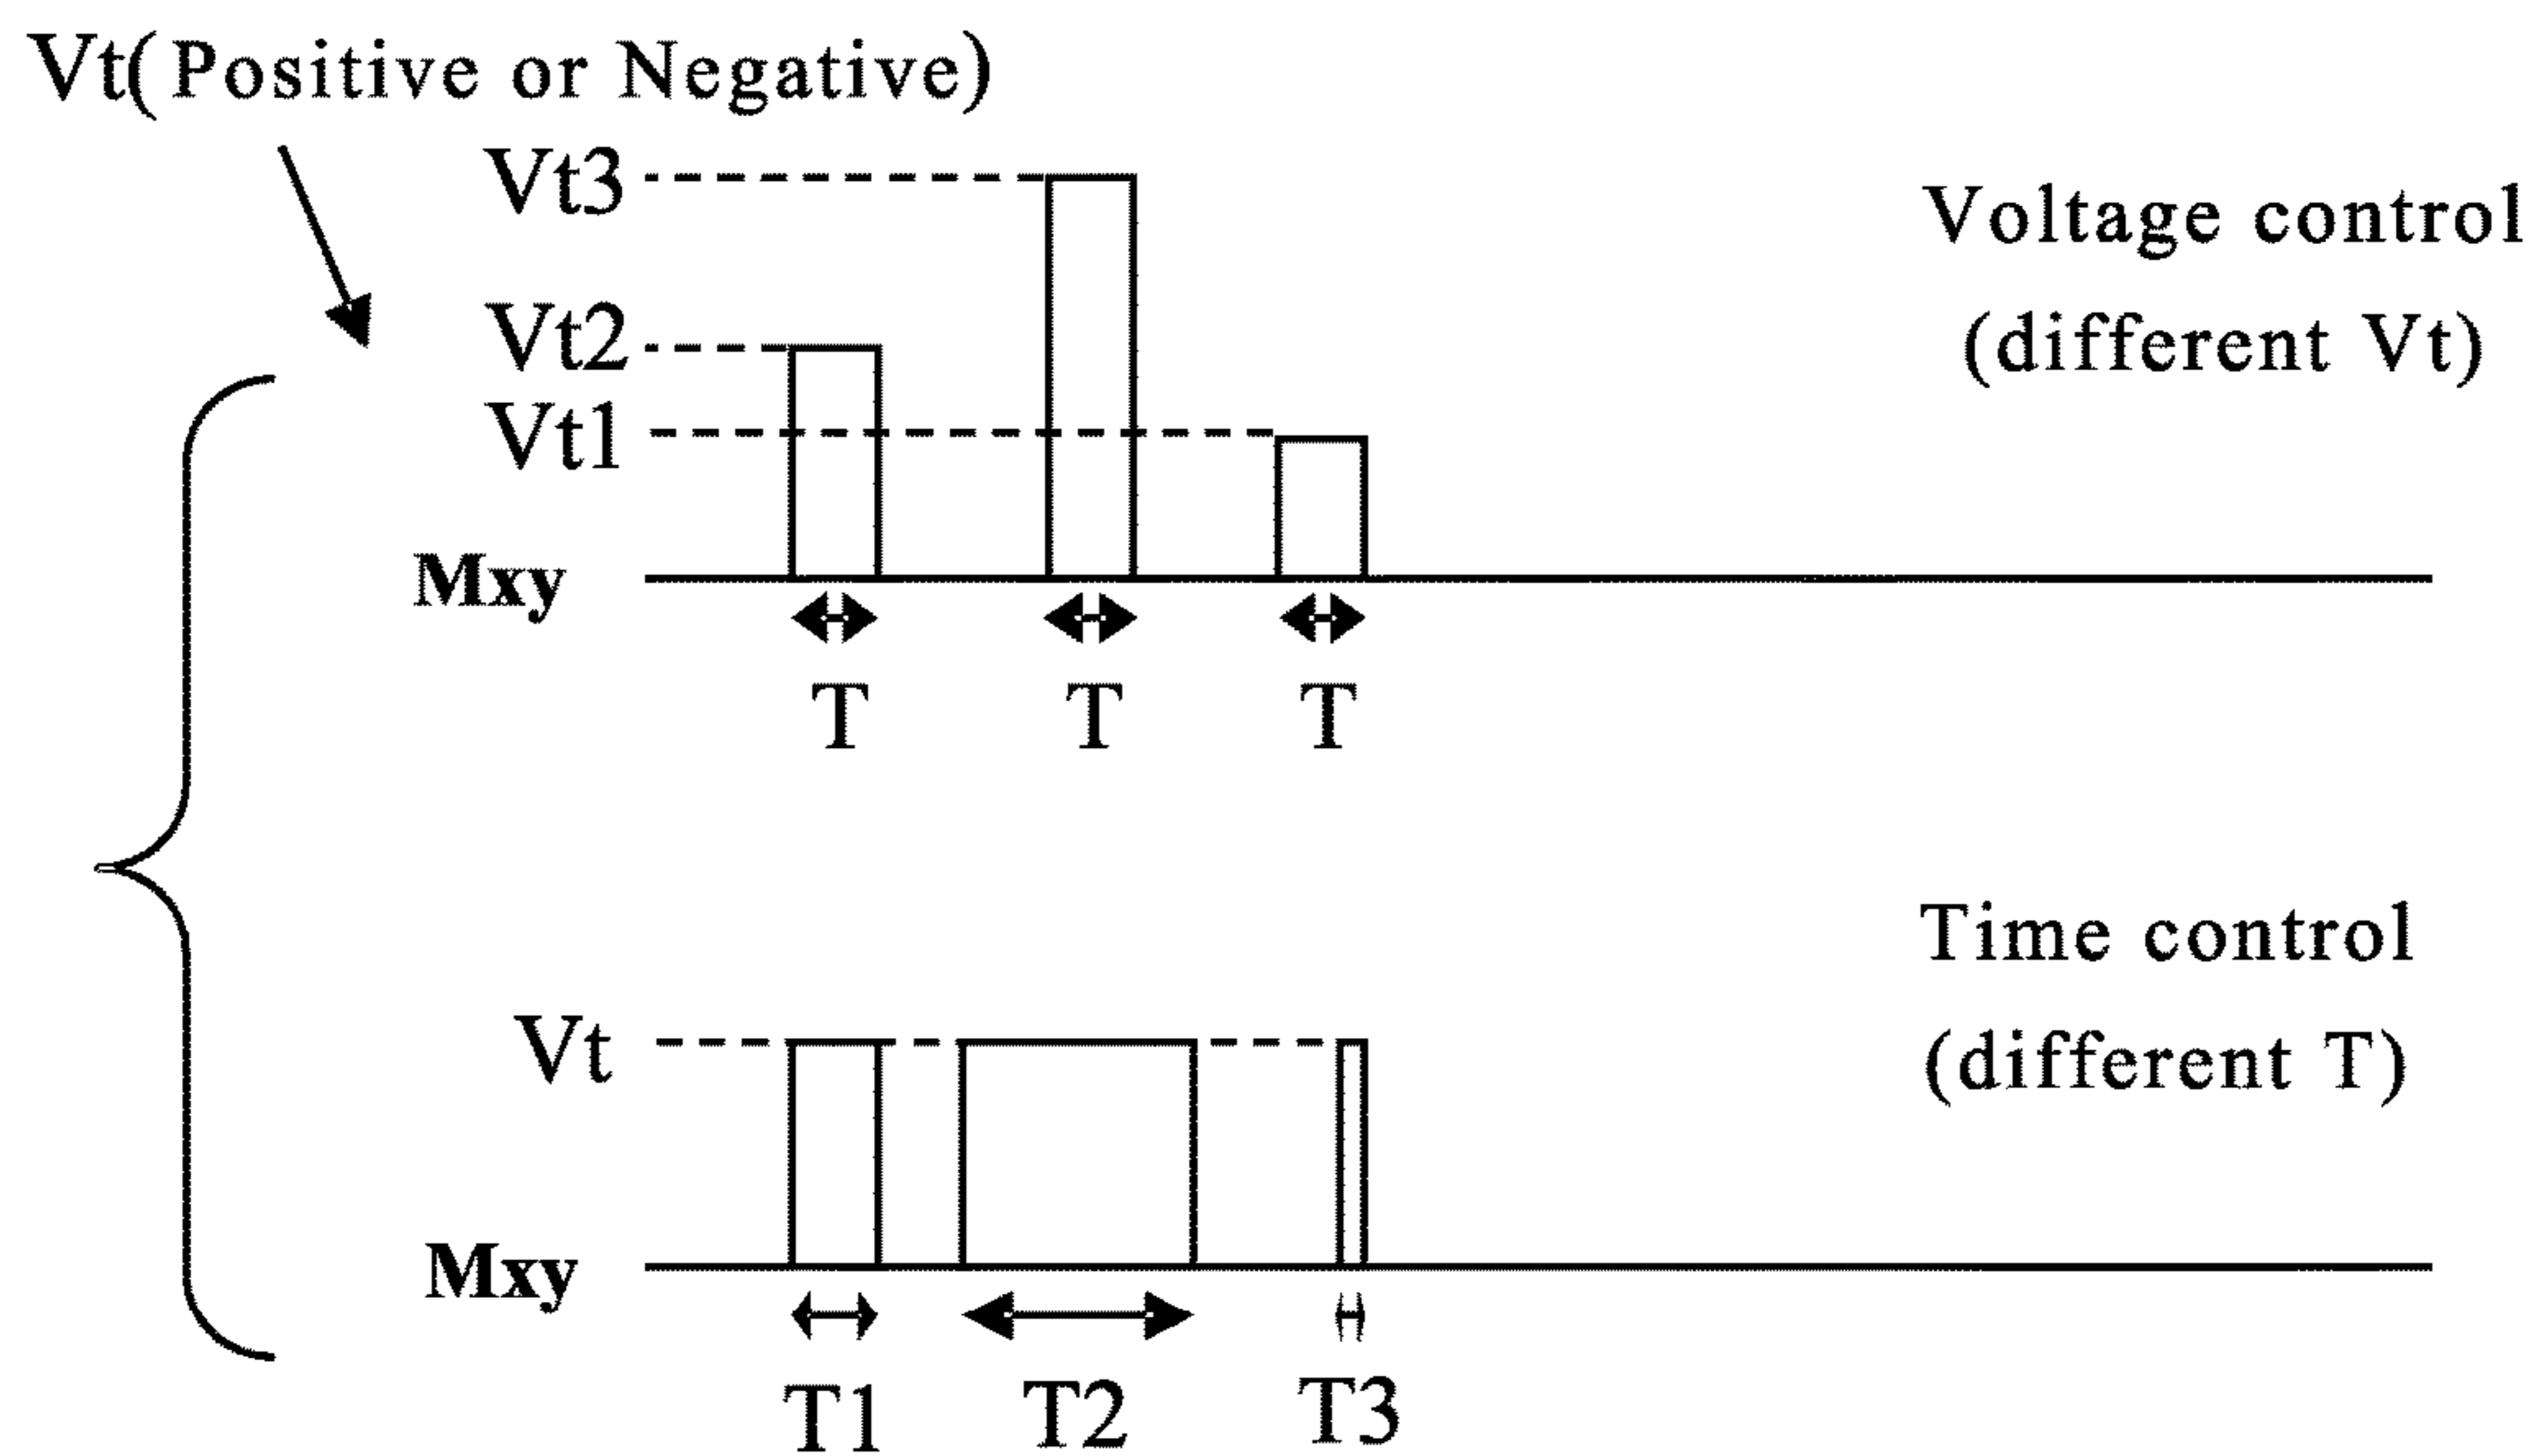 Vt(Positive or Negative)
Vt3
Voltage control
(different Vt)
Vt2
Vt1
Mxy
T T T
Time control
(different T)
Vt
Mxy
T1 T2 T3